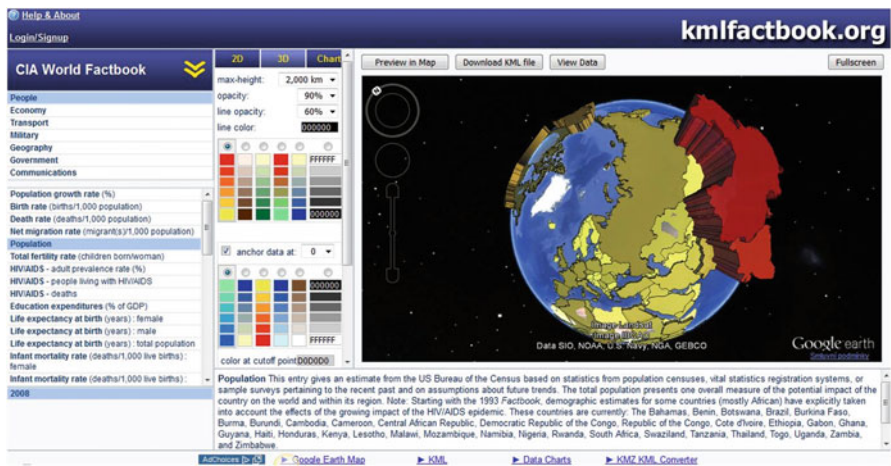 Help & About
Login/Signup
kmlfactbook.org
CIA World Factbook
People
Economy
Transport
Military
Geography
Government
Communications
Population growth rate (%)
Birth rate (births/1,000 population)
Death rate (deaths/1,000 population)
Net migration rate (migrant(s)/1,000 population)
Population
Total fertility rate (children born/woman)
HIV/AIDS - adult prevalence rate (%)
HIV/AIDS - people living with HIV/AIDS
HIV/AIDS - deaths
Education expenditures (% of GDP)
Life expectancy at birth (years) : female
Life expectancy at birth (years) : male
Life expectancy at birth (years) : total population
Infant mortality rate (deaths/1,000 live births) :
female
Infant mortality rate (deaths/1,000 live births) :
2008
2D 3D Chart
max-height: 2,000 km
opacity: 90%
line opacity: 60%
line color: 000000
FFFFFF
000000
anchor data at: 0
000000
FFFFFF
color at cutoff point D0D0D0
Preview in Map Download KML file View Data Fullscreen
Image Landsat
Image IBCAO
Data SIO, NOAA, U.S. Navy, NGA, GEBCO
Google earth
Smluvní podmínky
Population This entry gives an estimate from the US Bureau of the Census based on statistics from population censuses, vital statistics registration systems, or
sample surveys pertaining to the recent past and on assumptions about future trends. The total population presents one overall measure of the potential impact of the
country on the world and within its region. Note: Starting with the 1993 Factbook, demographic estimates for some countries (mostly African) have explicitly taken
into account the effects of the growing impact of the HIV/AIDS epidemic. These countries are currently: The Bahamas, Benin, Botswana, Brazil, Burkina Faso,
Burma, Burundi, Cambodia, Cameroon, Central African Republic, Democratic Republic of the Congo, Republic of the Congo, Cote d'Ivoire, Ethiopia, Gabon, Ghana,
Guyana, Haiti, Honduras, Kenya, Lesotho, Malawi, Mozambique, Namibia, Nigeria, Rwanda, South Africa, Swaziland, Tanzania, Thailand, Togo, Uganda, Zambia,
and Zimbabwe.
AdChoices Google Earth Map KML Data Charts KMZ KML Converter